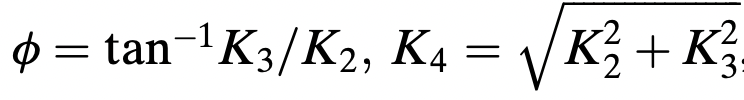 ϕ = tan⁻¹K₃/K₂, K₄ = √(K₂² + K₃²),